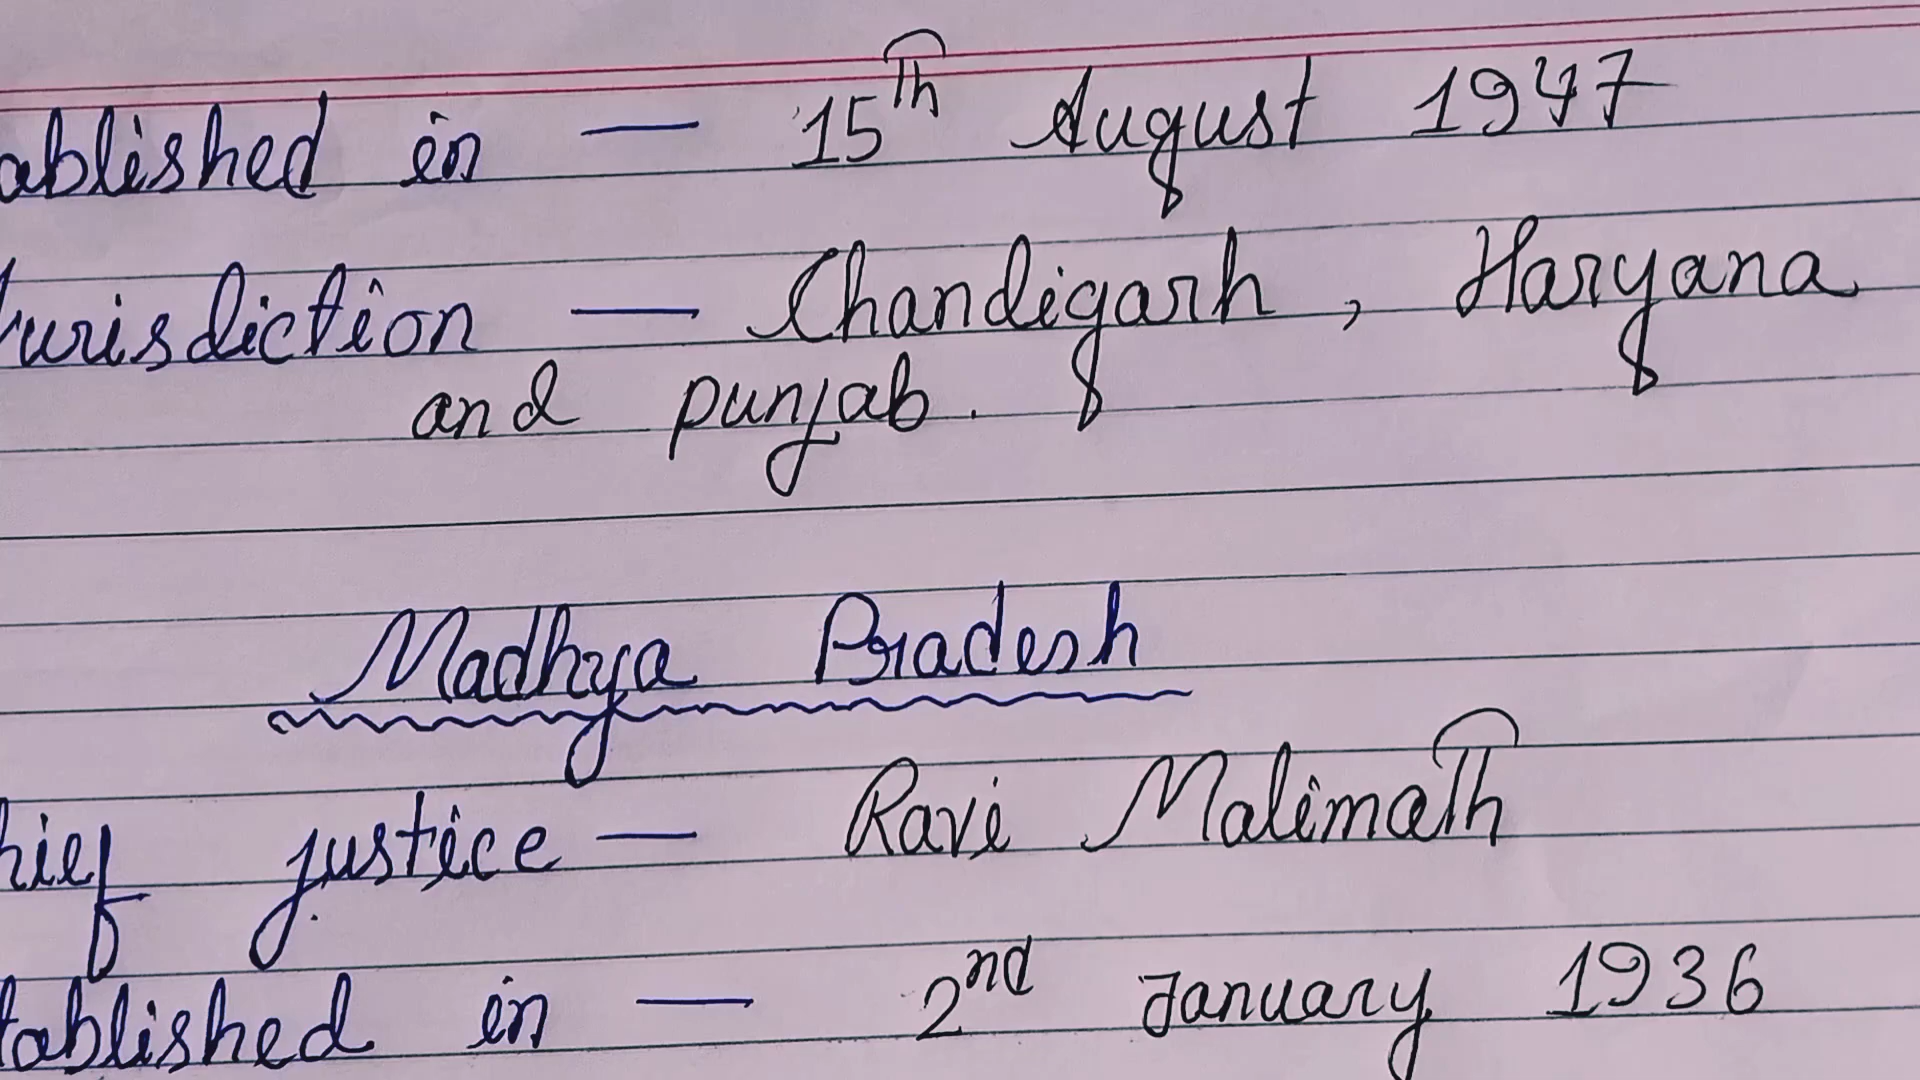 ablished in — 15Th August 1947
Jurisdiction — Chandigarh, Haryana
and punjab.
Madhya Pradesh
hief justice — Ravi Malimath
tablished in — 2nd January 1936